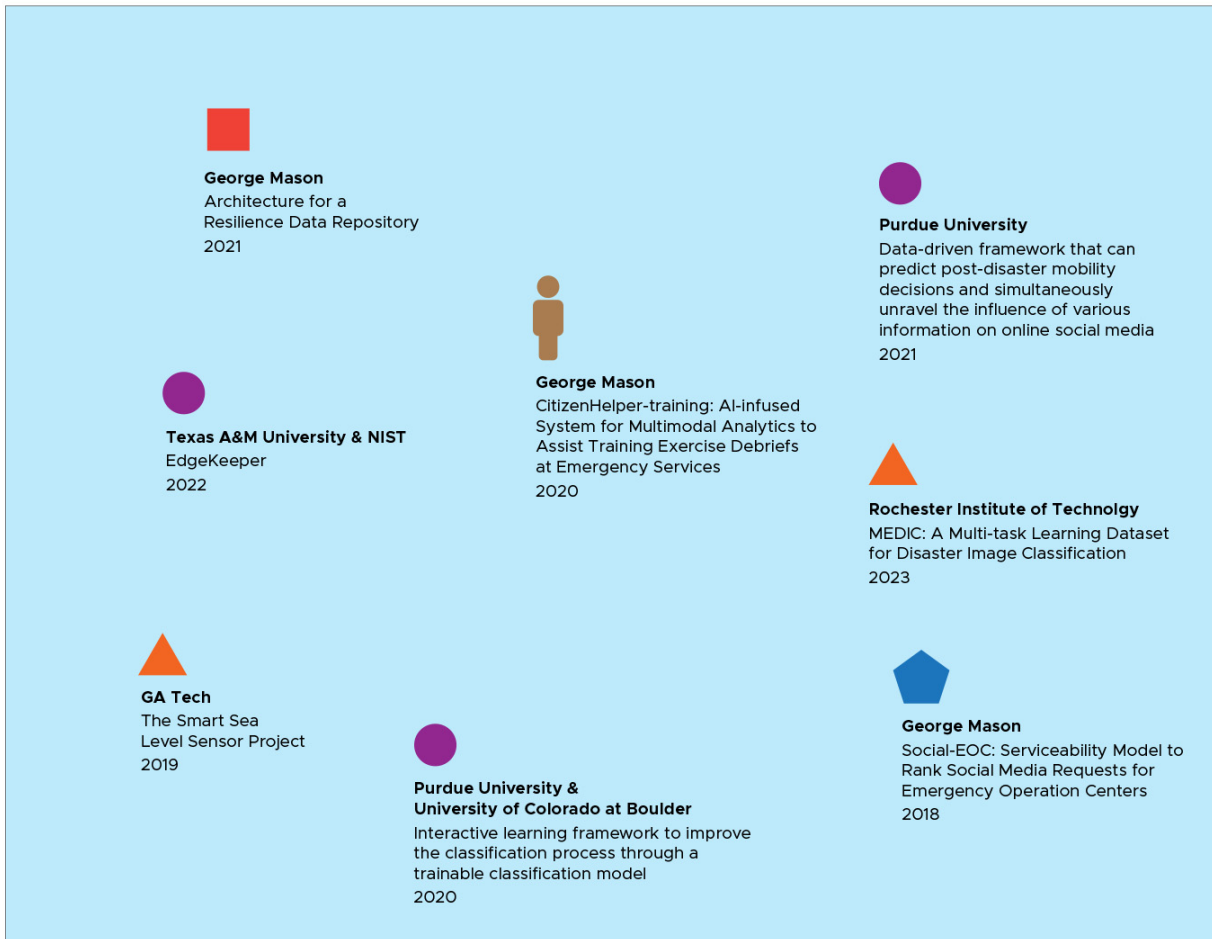 George Mason
Architecture for a
Resilience Data Repository
2021
Purdue University
Data-driven framework that can
predict post-disaster mobility
decisions and simultaneously
unravel the influence of various
information on online social media
2021
George Mason
CitizenHelper-training: AI-infused
System for Multimodal Analytics to
Assist Training Exercise Debriefs
at Emergency Services
2020
Texas A&M University & NIST
EdgeKeeper
2022
Rochester Institute of Technolgy
MEDIC: A Multi-task Learning Dataset
for Disaster Image Classification
2023
GA Tech
The Smart Sea
Level Sensor Project
2019
Purdue University &
University of Colorado at Boulder
Interactive learning framework to improve
the classification process through a
trainable classification model
2020
George Mason
Social-EOC: Serviceability Model to
Rank Social Media Requests for
Emergency Operation Centers
2018